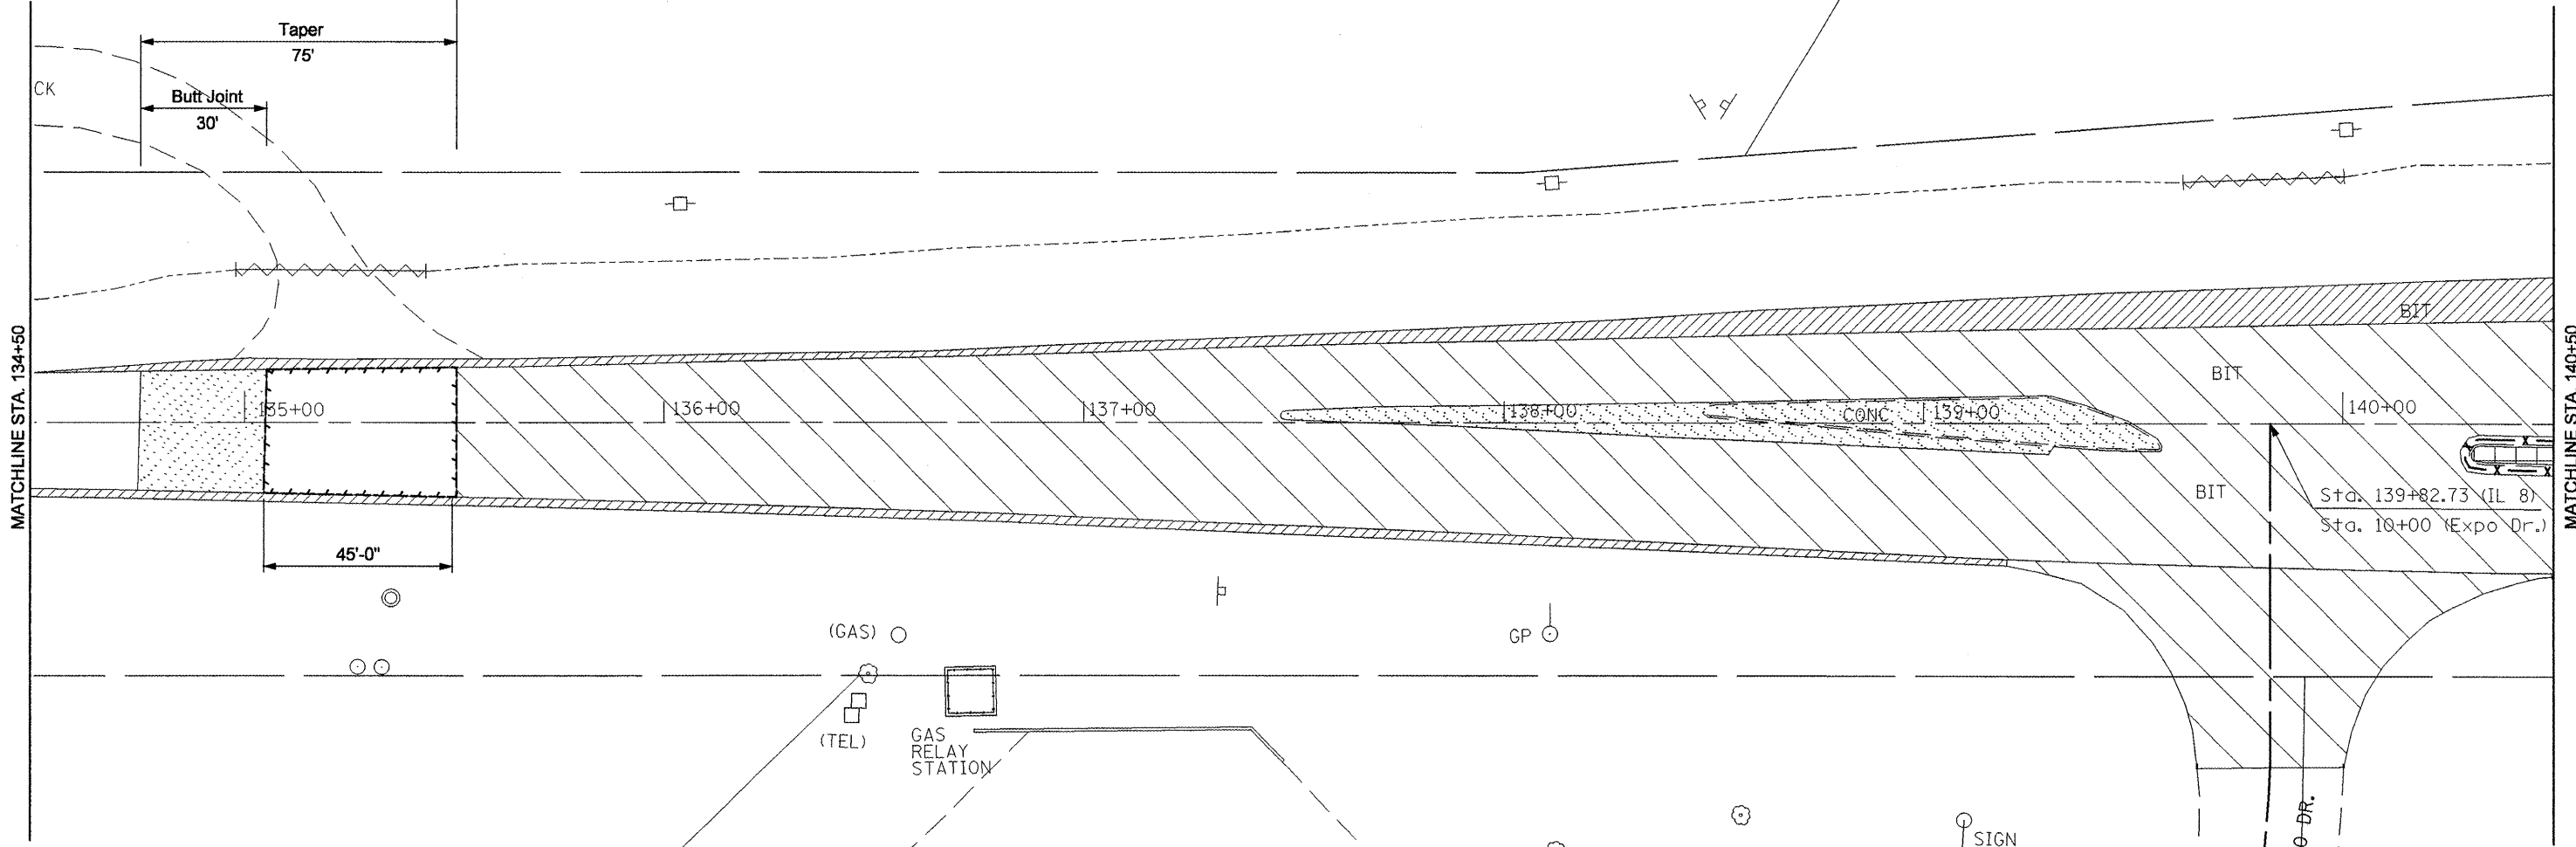 Taper
75'
CK
Butt Joint
30'
MATCHLINE STA. 134+50
135+00
136+00
137+00
138+00
CONC
139+00
140+00
BIT
BIT
BIT
MATCHLINE STA. 140+50
Sta. 139+82.73 (IL 8)
Sta. 10+00 (Expo Dr.)
45'-0"
(GAS)
GP
(TEL)
GAS
RELAY
STATION
SIGN
O DR.